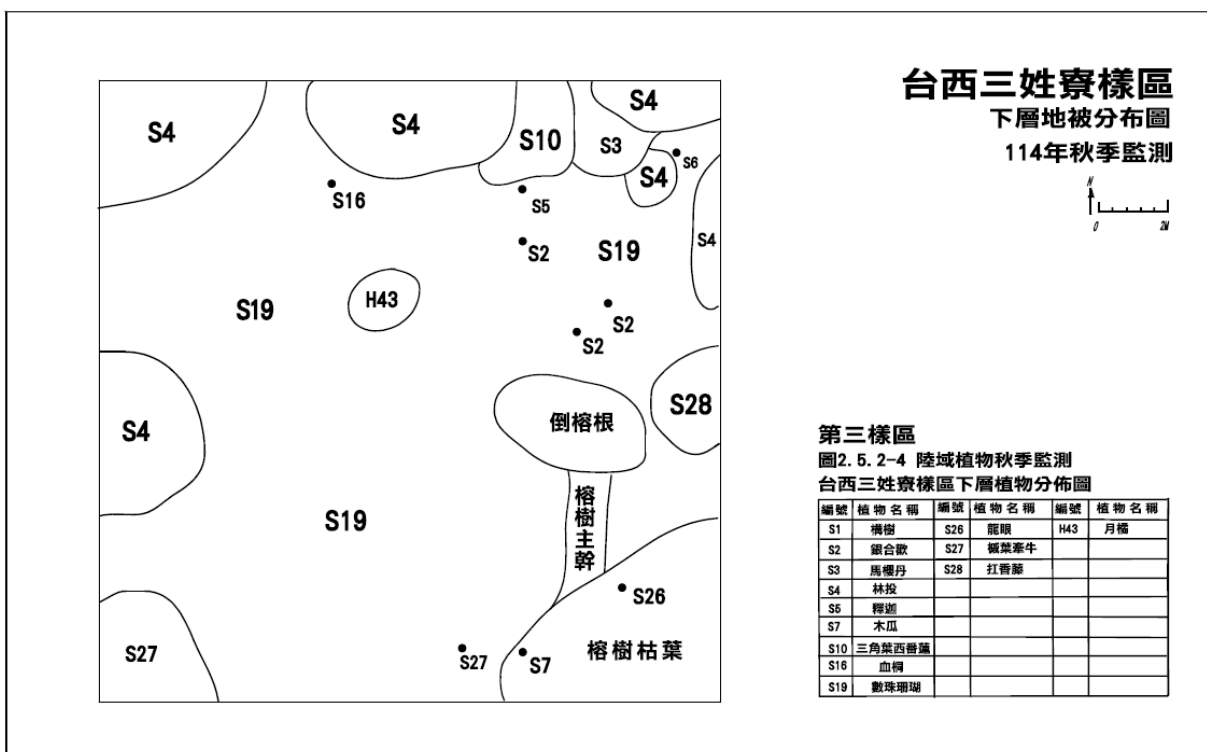 台西三姓寮樣區
下層地被分布圖
114年秋季監測
N
0 2M
S4
S4
S10
S3
S4
S6
S4
S16
S5
S4
S2
S19
S19
H43
S2
S2
S4
倒榕根
S28
S19
榕樹主幹
S26
S27
S27
S7
榕樹枯葉
第三樣區
圖2.5.2-4 陸域植物秋季監測
台西三姓寮樣區下層植物分佈圖
編號 植物名稱 編號 植物名稱 編號 植物名稱
S1 構樹 S26 龍眼 H43 月橘
S2 銀合歡 S27 槭葉牽牛
S3 馬櫻丹 S28 扛香藤
S4 林投
S5 釋迦
S7 木瓜
S10 三角葉西番蓮
S16 血桐
S19 數珠珊瑚